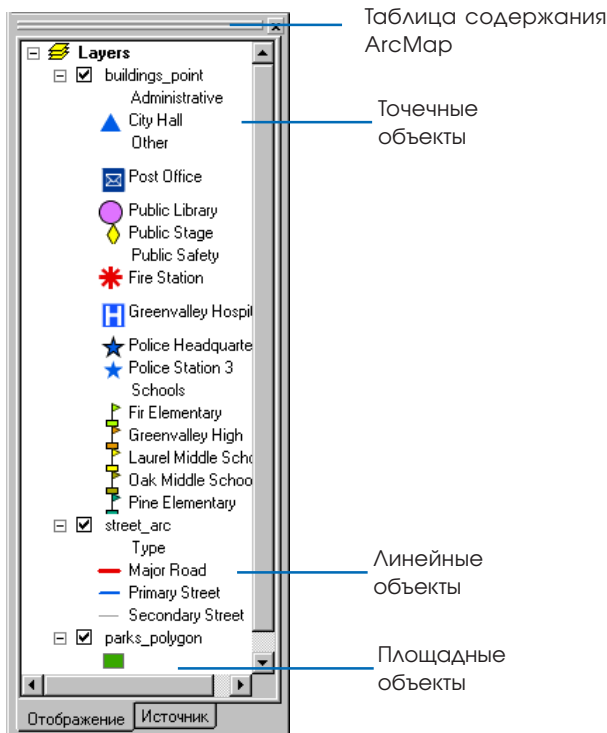 Таблица содержания
ArcMap
Layers
buildings_point
Administrative
City Hall
Other
Post Office
Public Library
Public Stage
Public Safety
Fire Station
Greenvalley Hospit
Police Headquarte
Police Station 3
Schools
Fir Elementary
Greenvalley High
Laurel Middle Scho
Oak Middle Schoo
Pine Elementary
street_arc
Type
Major Road
Primary Street
Secondary Street
parks_polygon
Отображение Источник
Точечные
объекты
Линейные
объекты
Площадные
объекты